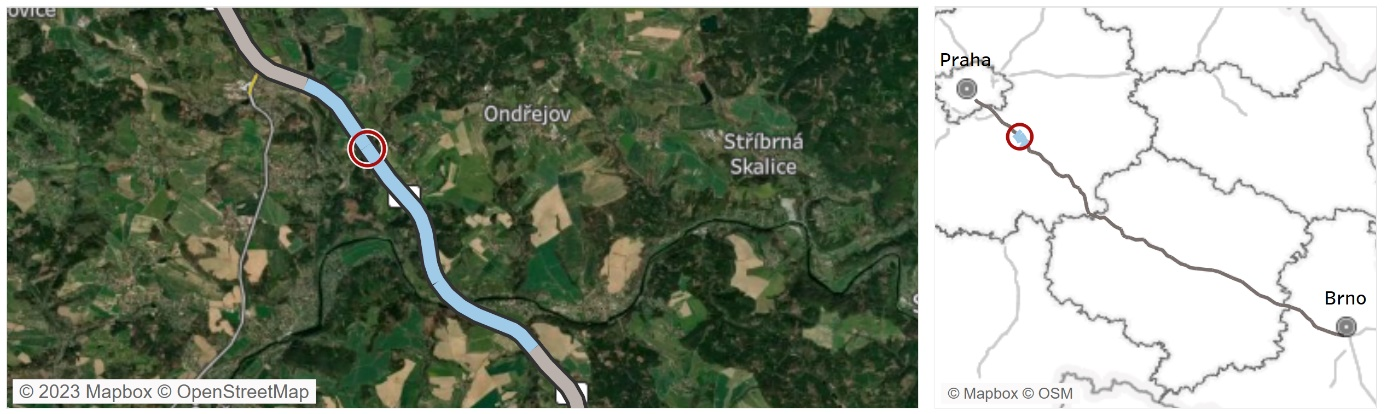 ovice
Ondřejov
Stříbrná
Skalice
S
© 2023 Mapbox © OpenStreetMap
Praha
Brno
© Mapbox © OSM